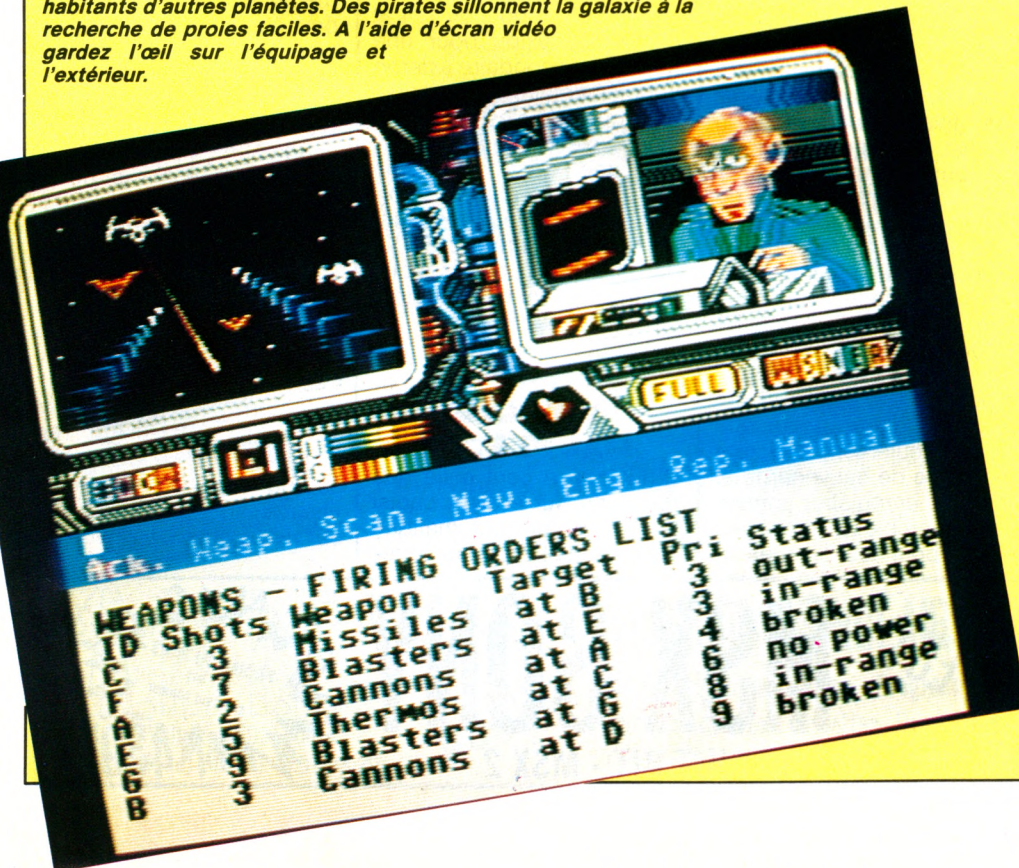 habitants d'autres planètes. Des pirates sillonnent la galaxie à la
recherche de proies faciles. A l'aide d'écran vidéo
gardez l'œil sur l'équipage et
l'extérieur.
FULL
UG
Ack. Weap. Scan. Nav. Eng. Rep. Manual
WEAPONS - FIRING ORDERS LIST
ID Shots Weapon Target Pri Status
C 3 Missiles at B 3 out-range
F 7 Blasters at E 3 in-range
A 2 Cannons at A 4 broken
E 5 Thermos at C 6 no power
G 9 Blasters at G 8 in-range
B 3 Cannons at D 9 broken